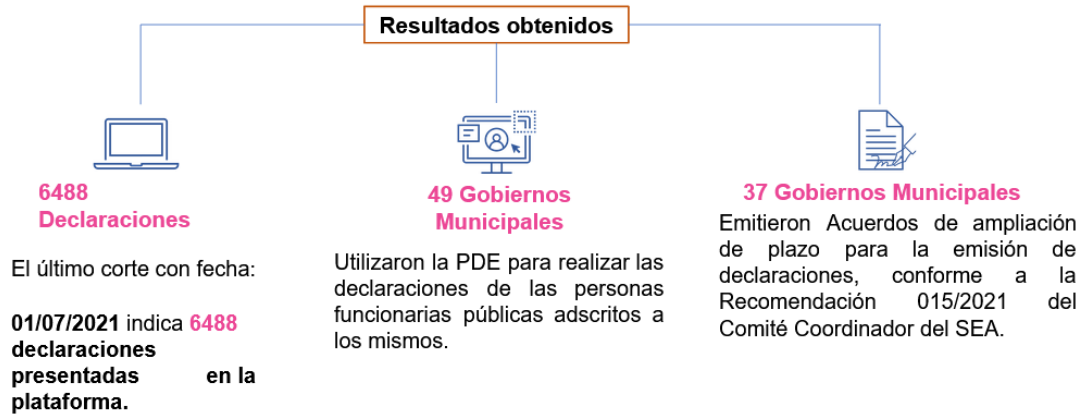 Resultados obtenidos
6488
Declaraciones
El último corte con fecha:
01/07/2021 indica 6488
declaraciones
presentadas en la
plataforma.
49 Gobiernos
Municipales
Utilizaron la PDE para realizar las
declaraciones de las personas
funcionarias públicas adscritos a
los mismos.
37 Gobiernos Municipales
Emitieron Acuerdos de ampliación
de plazo para la emisión de
declaraciones, conforme a la
Recomendación 015/2021 del
Comité Coordinador del SEA.